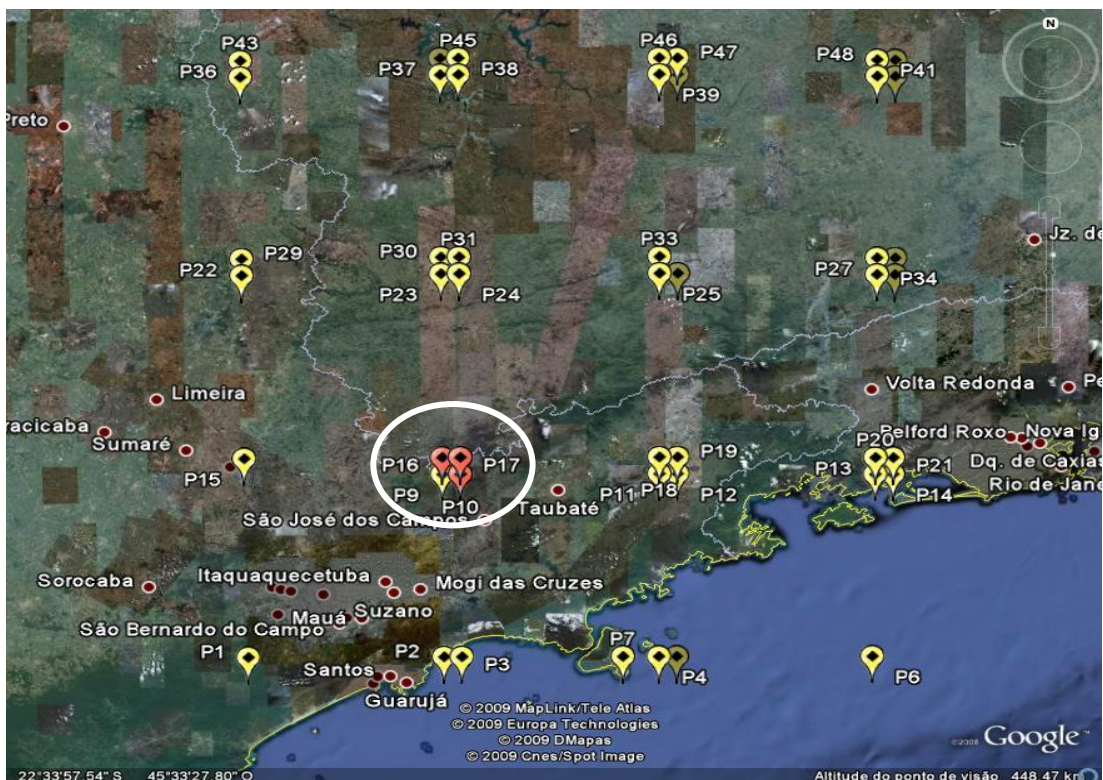 N
P43
P45
P46
P47
P36
P37
P38
P39
P48
P41
Preto
P29
P30
P31
P33
Jz. de
P22
P23
P24
P25
P27
P34
Limeira
Volta Redonda
Pe
racicaba
Sumaré
P15
P16
P17
P9
P10
P19
P18
P11
P12
P20
Belford Roxo
Nova Ig
P13
P21
Dq. de Caxias
P14
Rio de Jane
Taubaté
São José dos Campos
Sorocaba
Itaquaquecetuba
Mogi das Cruzes
Mauá
Suzano
São Bernardo do Campo
P1
P2
P3
P7
P4
P6
Santos
Guarujá
© 2009 MapLink/Tele Atlas
© 2009 Europa Technologies
© 2009 DMapas
© 2009 Cnes/Spot Image
©2008 Google
22°33'57.54" S 45°33'27.80" O
Altitude do ponto de visão 448.47 km